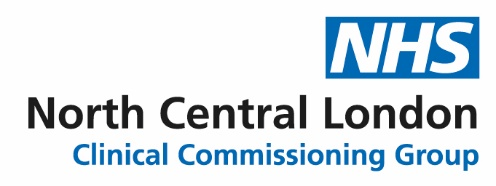 NHS
North Central London
Clinical Commissioning Group